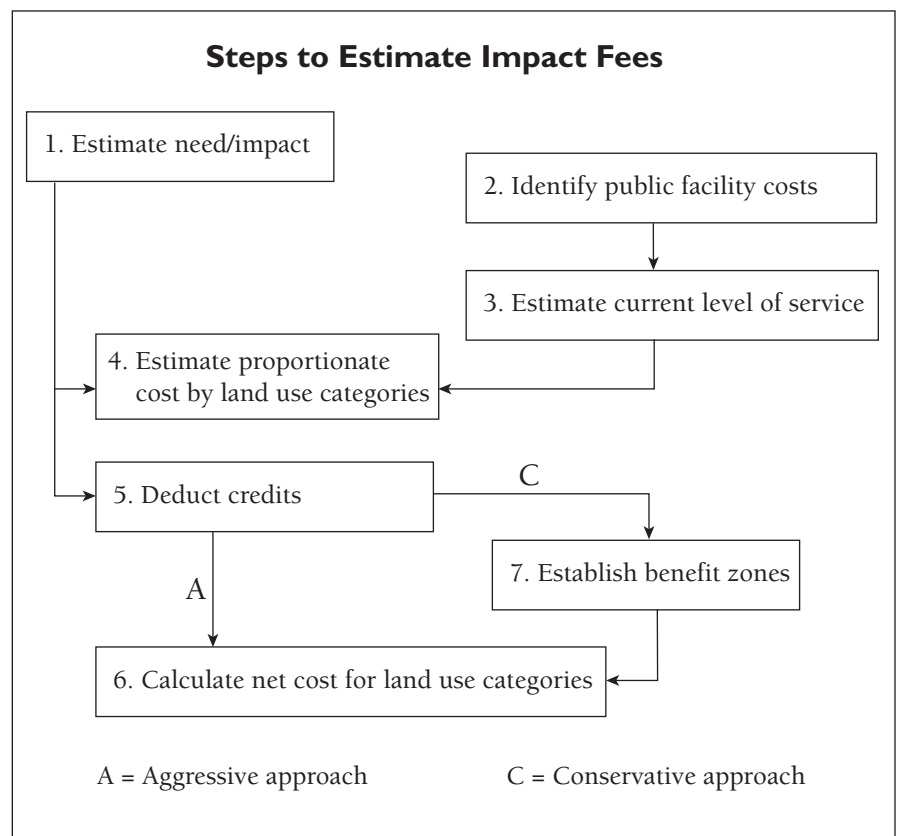 Steps to Estimate Impact Fees
1. Estimate need/impact
2. Identify public facility costs
3. Estimate current level of service
4. Estimate proportionate
cost by land use categories
5. Deduct credits
C
7. Establish benefit zones
A
6. Calculate net cost for land use categories
A = Aggressive approach
C = Conservative approach